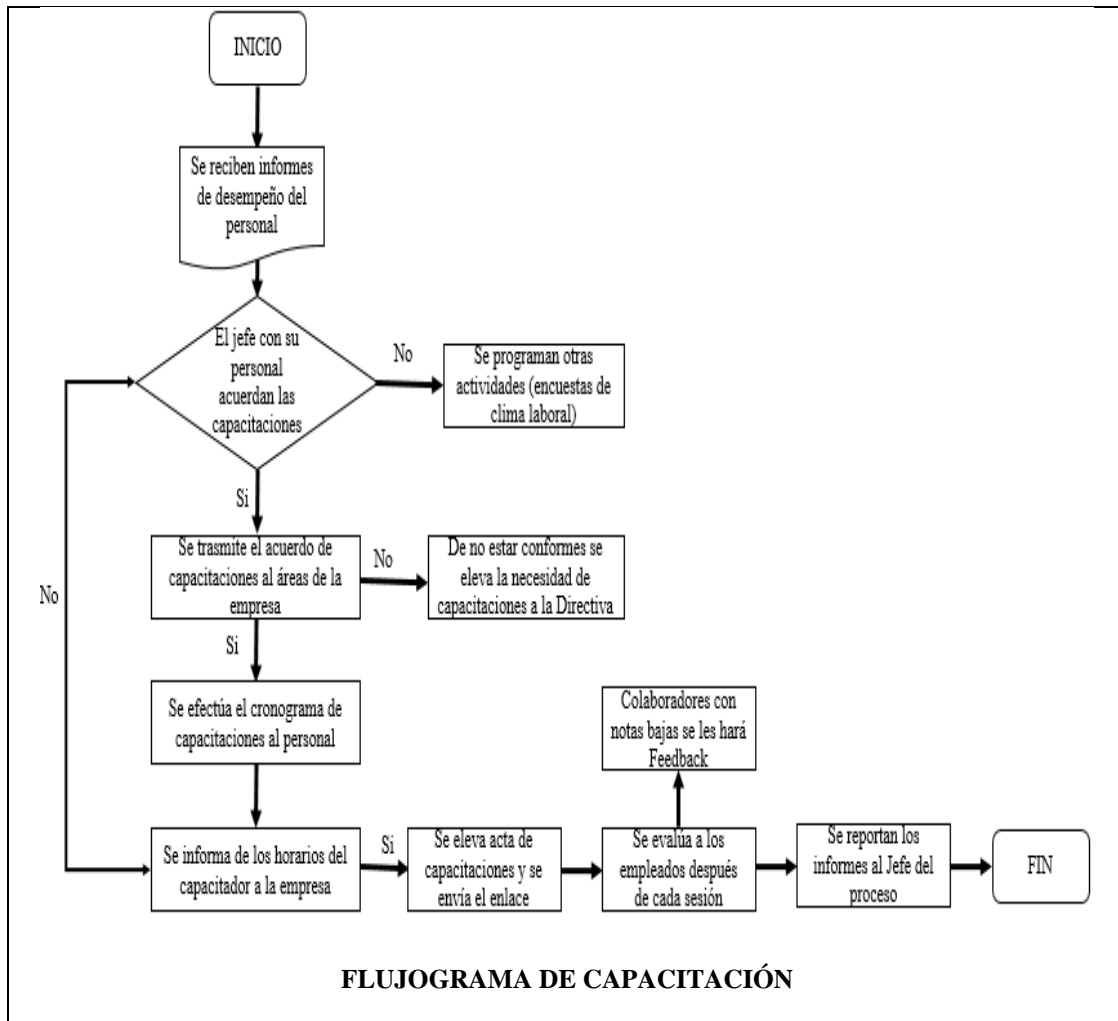 INICIO
Se reciben informes
de desempeño del
personal
El jefe con su
personal
acuerdan las
capacitaciones
No
Se programan otras
actividades (encuestas de
clima laboral)
Si
Se trasmite el acuerdo de
capacitaciones al áreas de la
empresa
No
De no estar conformes se
eleva la necesidad de
capacitaciones a la Directiva
No
Si
Se efectúa el cronograma de
capacitaciones al personal
Colaboradores con
notas bajas se les hará
Feedback
Se informa de los horarios del
capacitador a la empresa
Si
Se eleva acta de
capacitaciones y se
envía el enlace
Se evalúa a los
empleados después
de cada sesión
Se reportan los
informes al Jefe del
proceso
FIN
FLUJOGRAMA DE CAPACITACIÓN